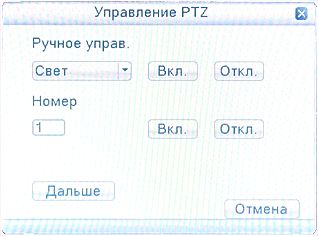 Управление PTZ
Ручное управ.
Свет Вкл. Откл.
Номер
1 Вкл. Откл.
Дальше
Отмена